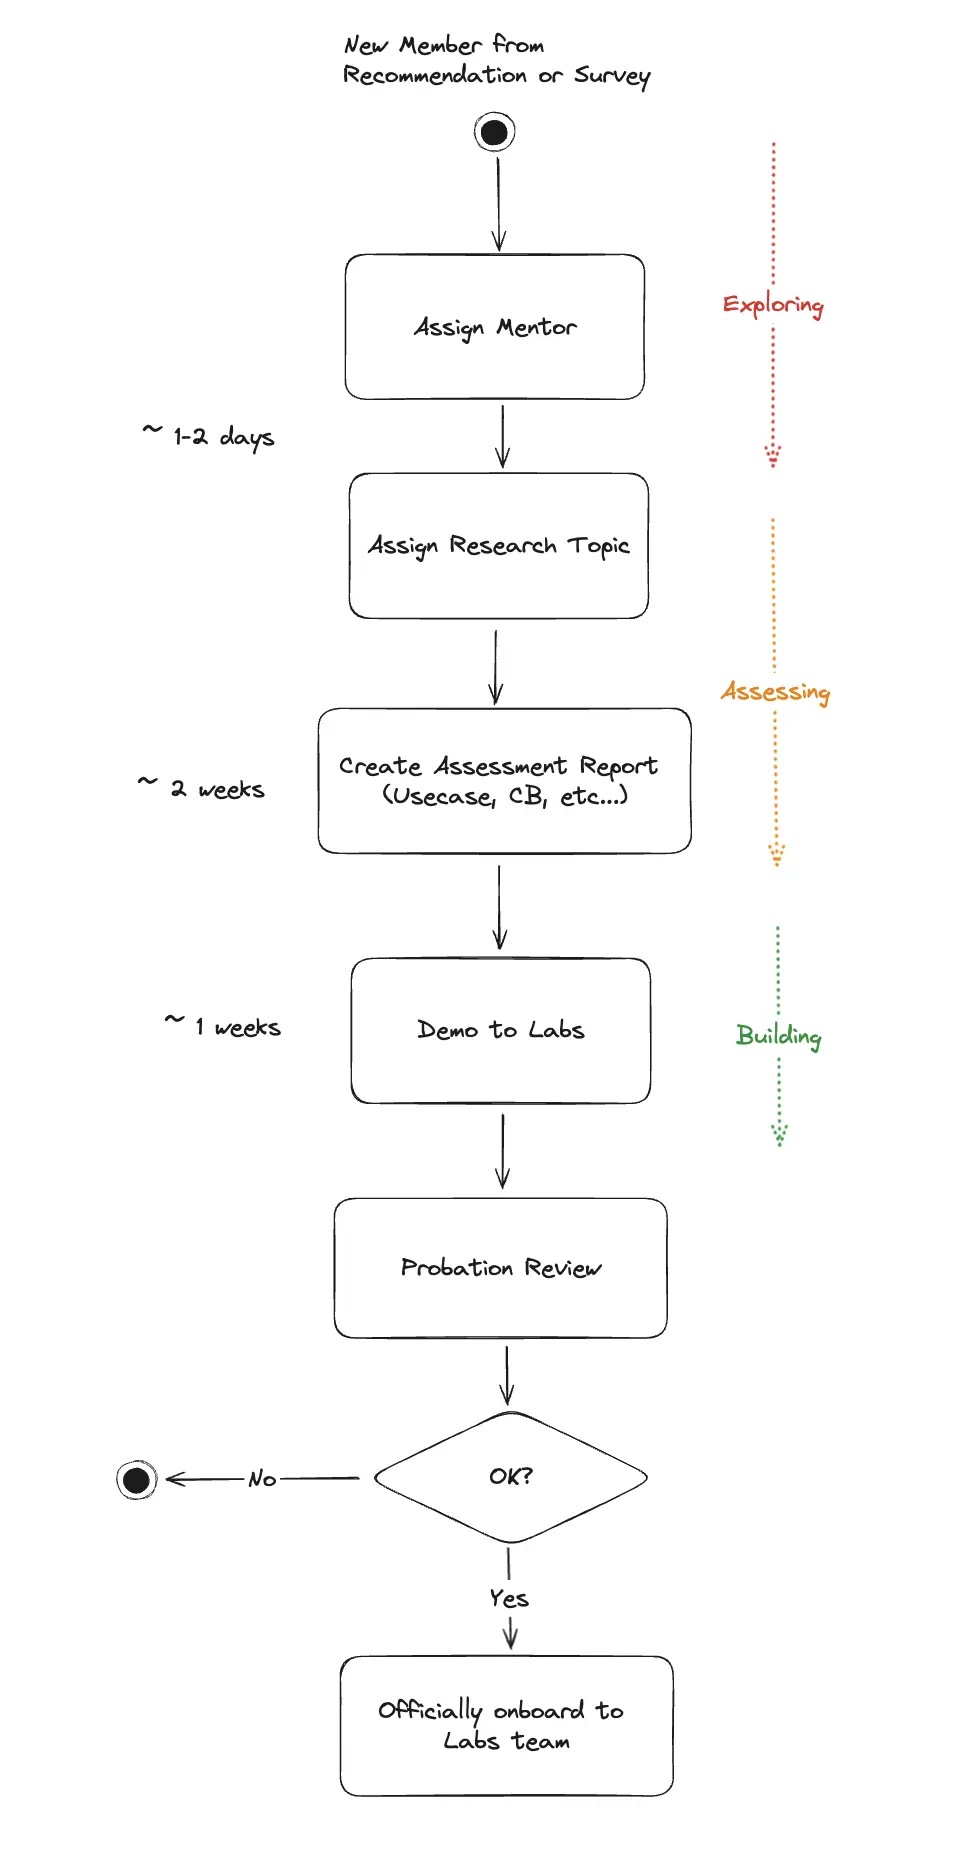 New Member from
Recommendation or Survey
Exploring
Assign Mentor
~ 1-2 days
Assign Research Topic
Assessing
Create Assessment Report
(Usecase, CB, etc...)
~ 2 weeks
~ 1 weeks
Demo to Labs
Building
Probation Review
OK?
No
Yes
Officially onboard to
Labs team